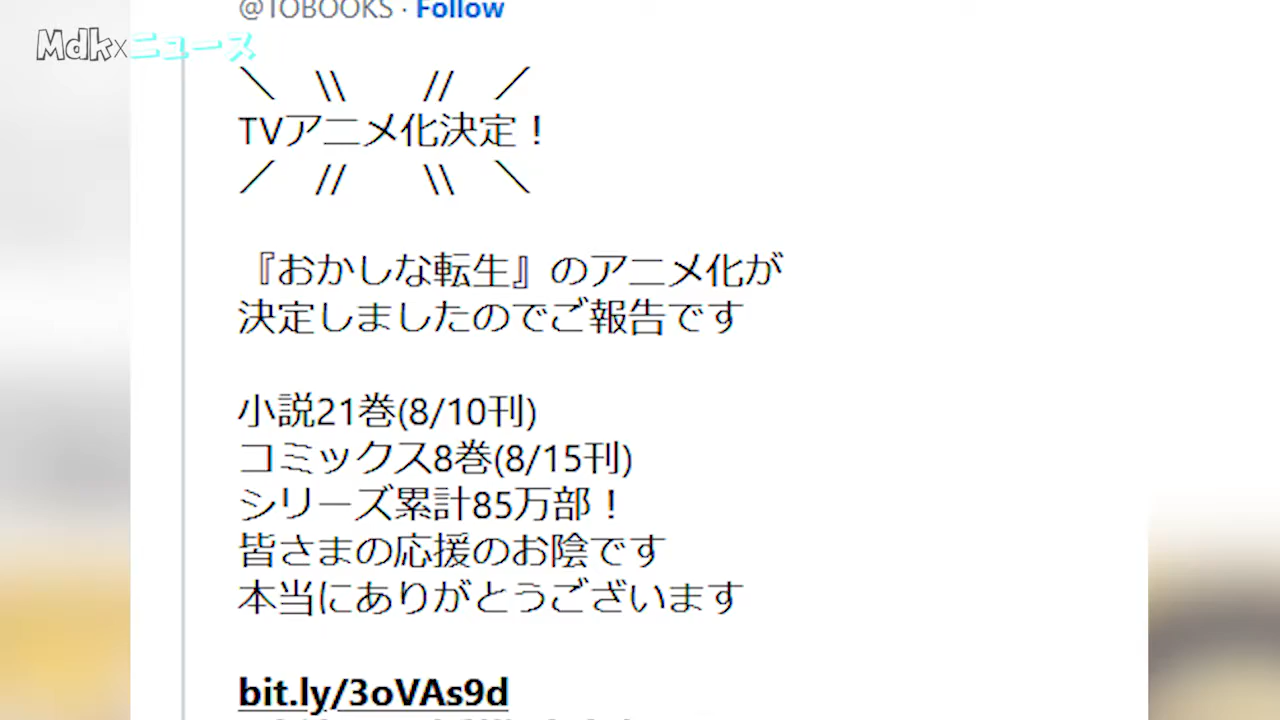 @TOBOOKS · Follow
Mdk×ニュース
＼ \\ // ／
TVアニメ化決定！
／ // \\ ＼
『おかしな転生』のアニメ化が
決定しましたのでご報告です
小説21巻(8/10刊)
コミックス8巻(8/15刊)
シリーズ累計85万部！
皆さまの応援のお陰です
本当にありがとうございます
bit.ly/3oVAs9d